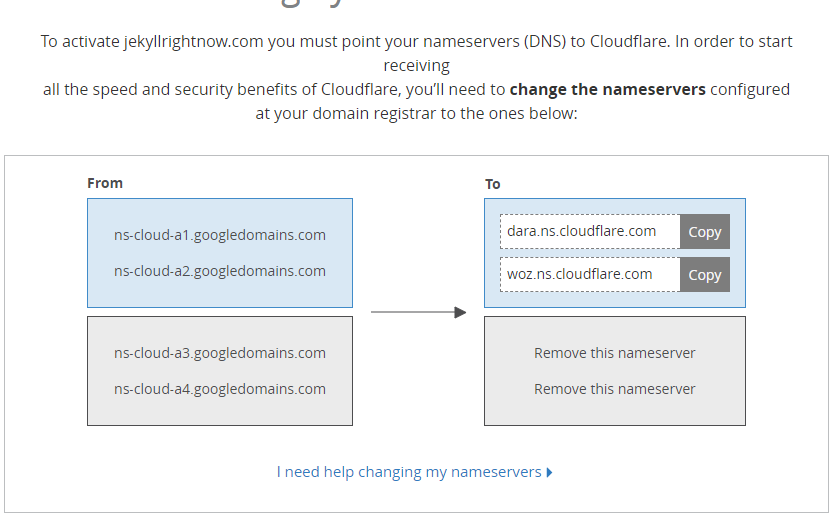 To activate jekyllrightnow.com you must point your nameservers (DNS) to Cloudflare. In order to start
receiving
all the speed and security benefits of Cloudflare, you’ll need to change the nameservers configured
at your domain registrar to the ones below:
From
ns-cloud-a1.googledomains.com
ns-cloud-a2.googledomains.com
ns-cloud-a3.googledomains.com
ns-cloud-a4.googledomains.com
To
dara.ns.cloudflare.com Copy
woz.ns.cloudflare.com Copy
Remove this nameserver
Remove this nameserver
I need help changing my nameservers